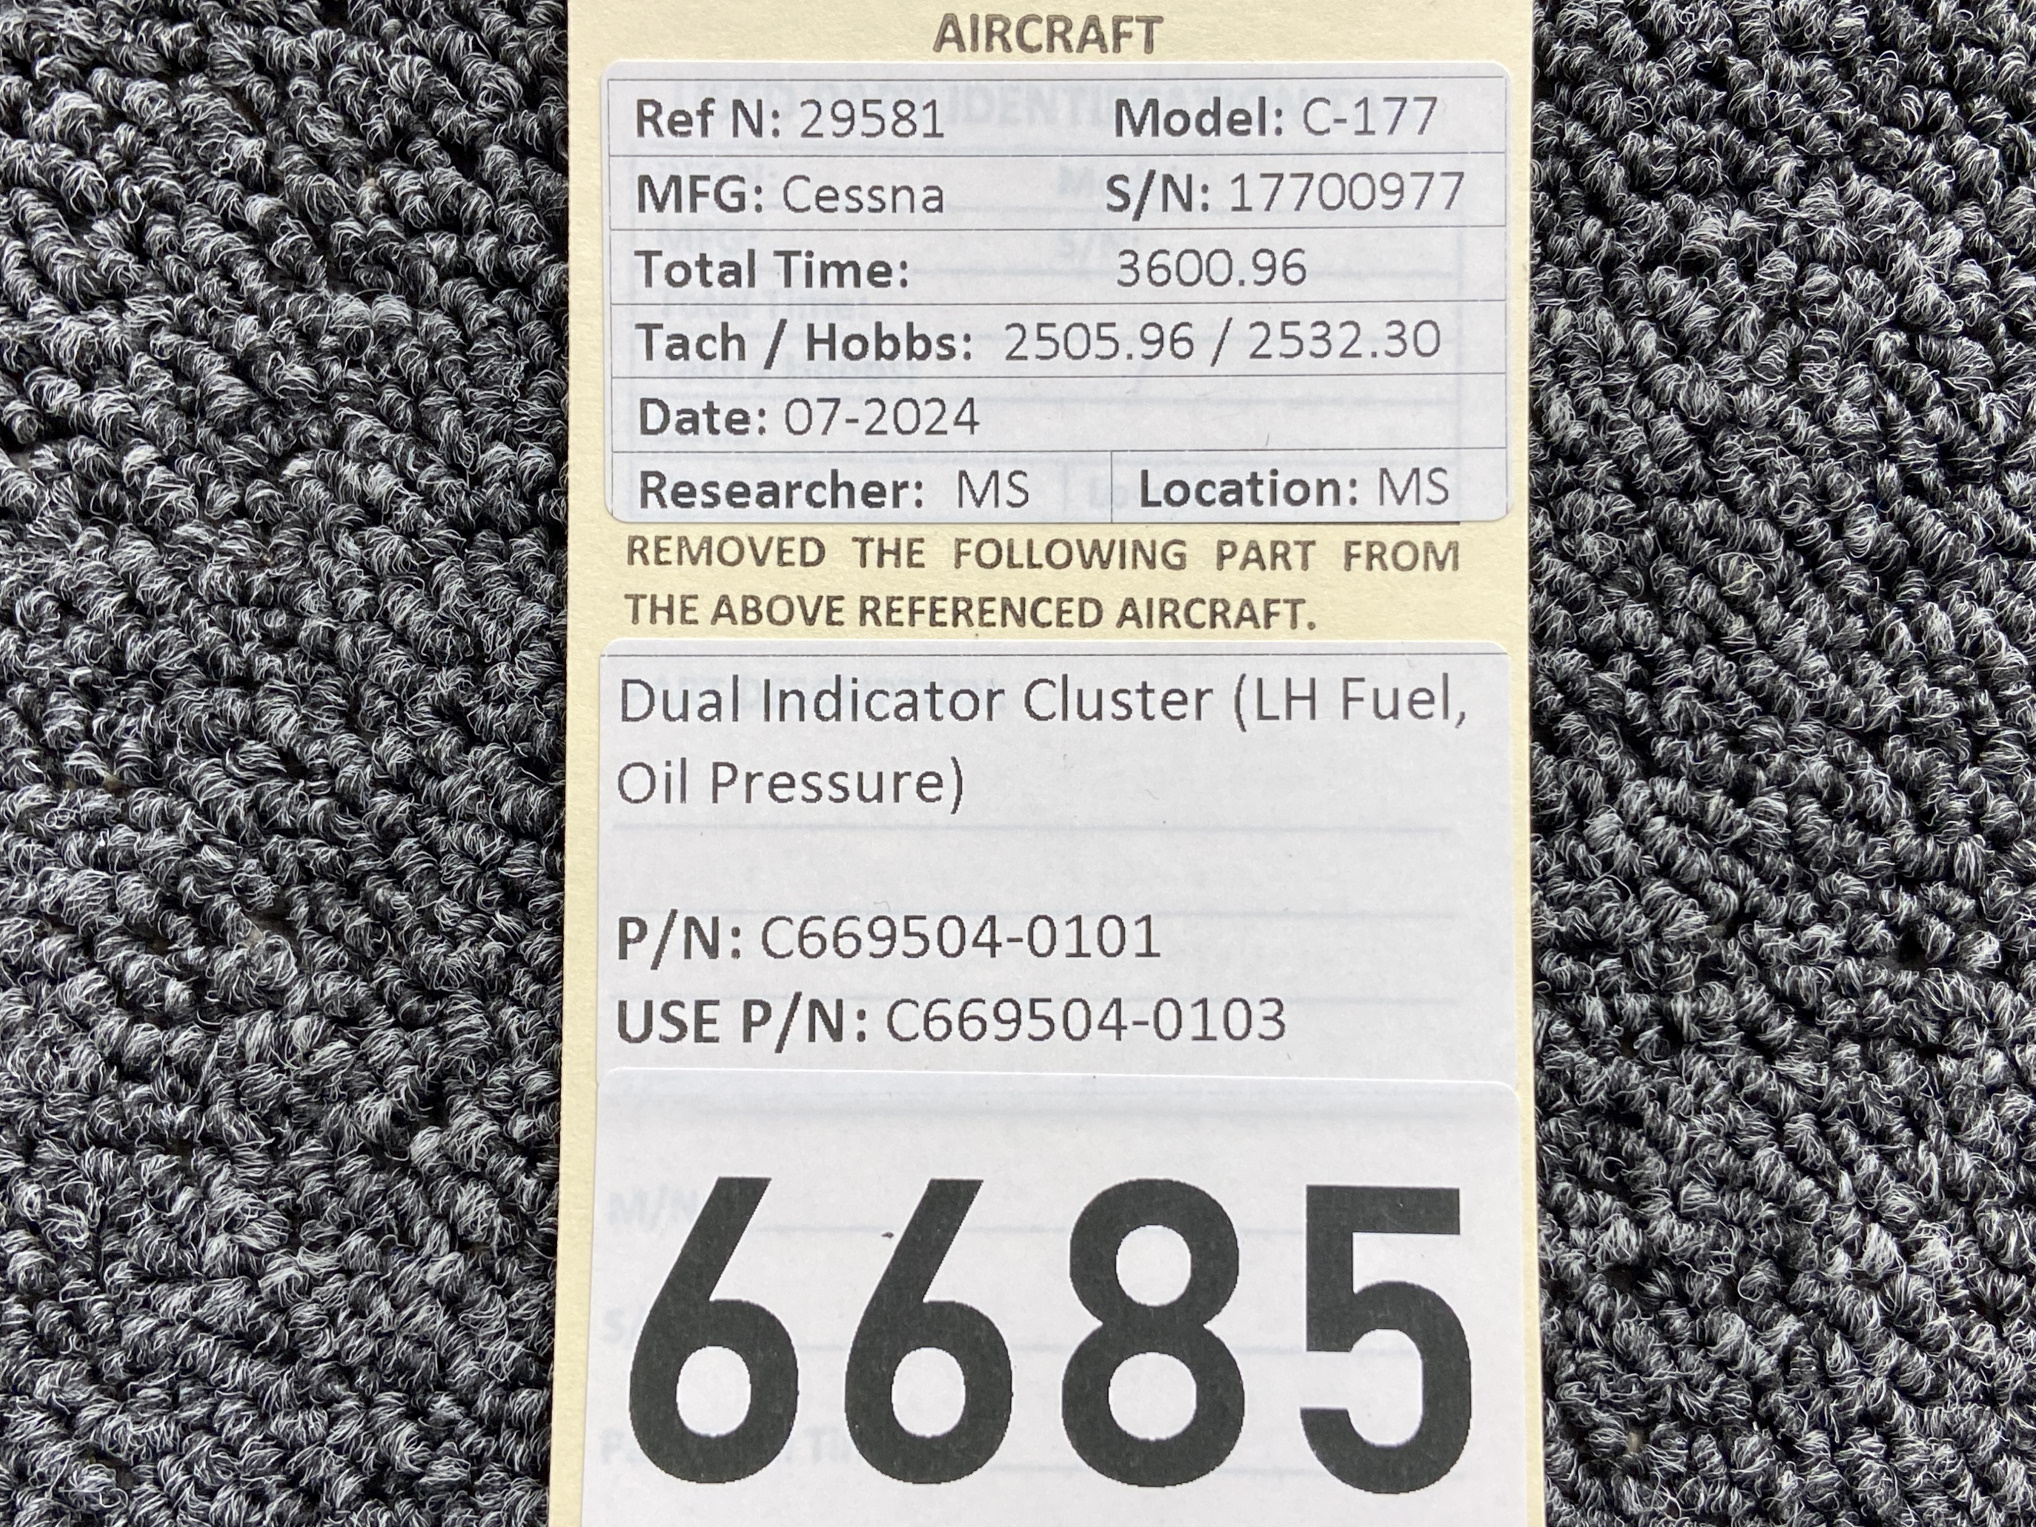 AIRCRAFT
Ref N: 29581 Model: C-177
MFG: Cessna S/N: 17700977
Total Time: 3600.96
Tach / Hobbs: 2505.96 / 2532.30
Date: 07-2024
Researcher: MS Location: MS
REMOVED THE FOLLOWING PART FROM
THE ABOVE REFERENCED AIRCRAFT.
Dual Indicator Cluster (LH Fuel,
Oil Pressure)
P/N: C669504-0101
USE P/N: C669504-0103
6685